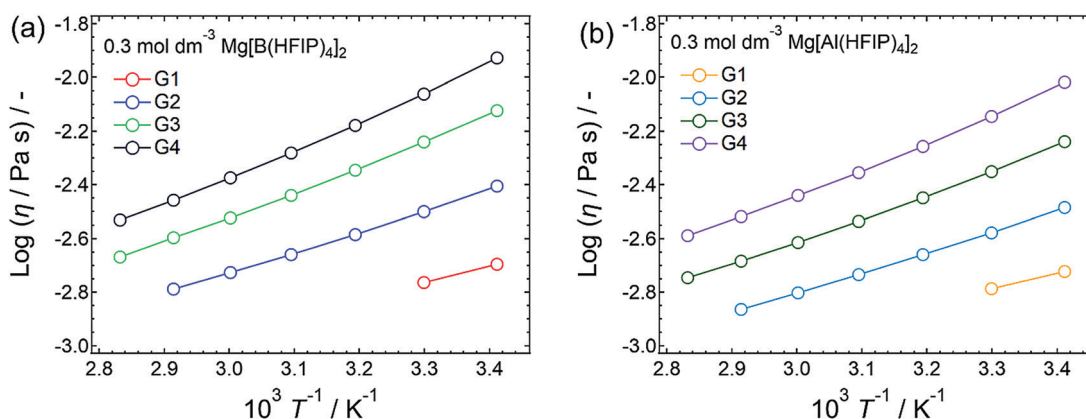 (a)
0.3 mol dm⁻³ Mg[B(HFIP)₄]₂
G1
G2
G3
G4
Log (η / Pa s) / -
-1.8
-2.0
-2.2
-2.4
-2.6
-2.8
-3.0
2.8 2.9 3.0 3.1 3.2 3.3 3.4
10³ T⁻¹ / K⁻¹
(b)
0.3 mol dm⁻³ Mg[Al(HFIP)₄]₂
G1
G2
G3
G4
Log (η / Pa s) / -
-1.8
-2.0
-2.2
-2.4
-2.6
-2.8
-3.0
2.8 2.9 3.0 3.1 3.2 3.3 3.4
10³ T⁻¹ / K⁻¹